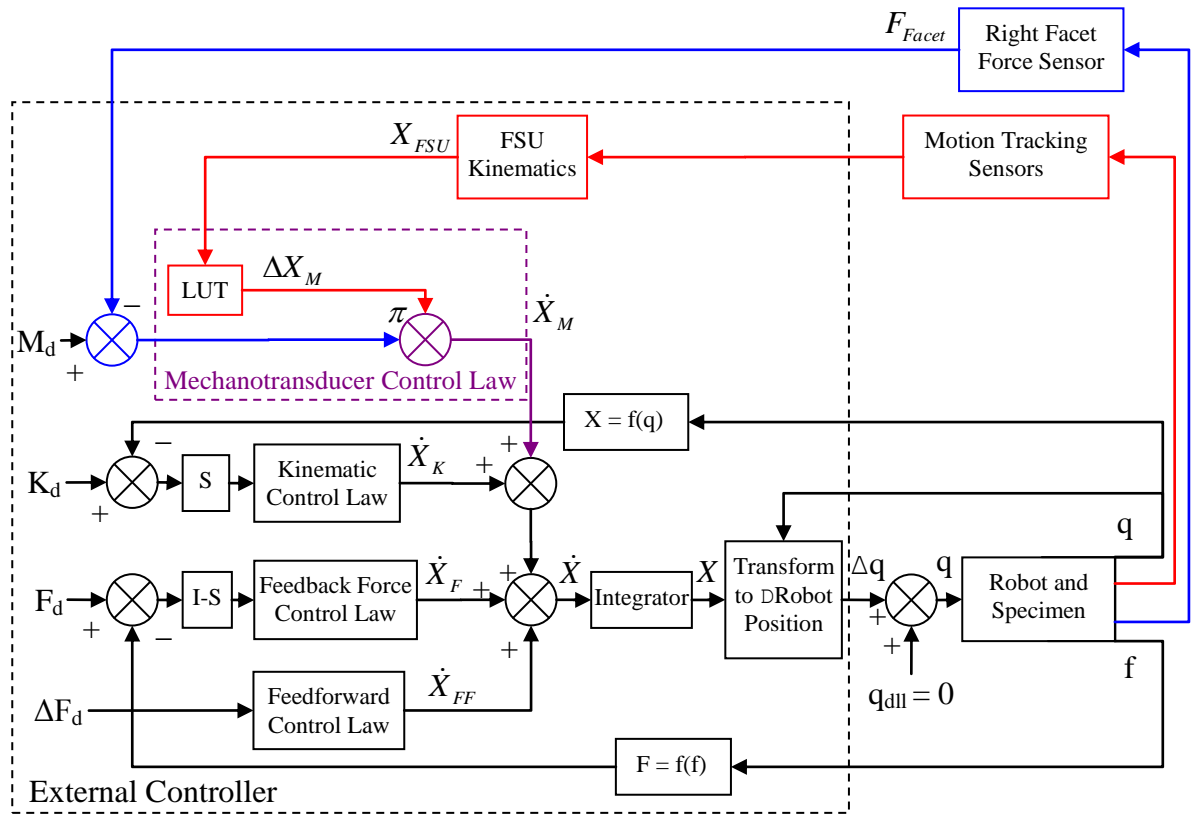 F_Facet
Right Facet
Force Sensor
X_FSU
FSU
Kinematics
Motion Tracking
Sensors
LUT
ΔX_M
π
Ẋ_M
−
M_d
+
Mechanotransducer Control Law
X = f(q)
−
+
K_d
+
S
Kinematic
Control Law
Ẋ_K
+
q
F_d
+
−
I-S
Feedback Force
Control Law
Ẋ_F
+
+
+
Ẋ
Integrator
X
Transform
to DRobot
Position
Δq
+
+
q
Robot and
Specimen
f
q_dll = 0
ΔF_d
Feedforward
Control Law
Ẋ_FF
F = f(f)
External Controller